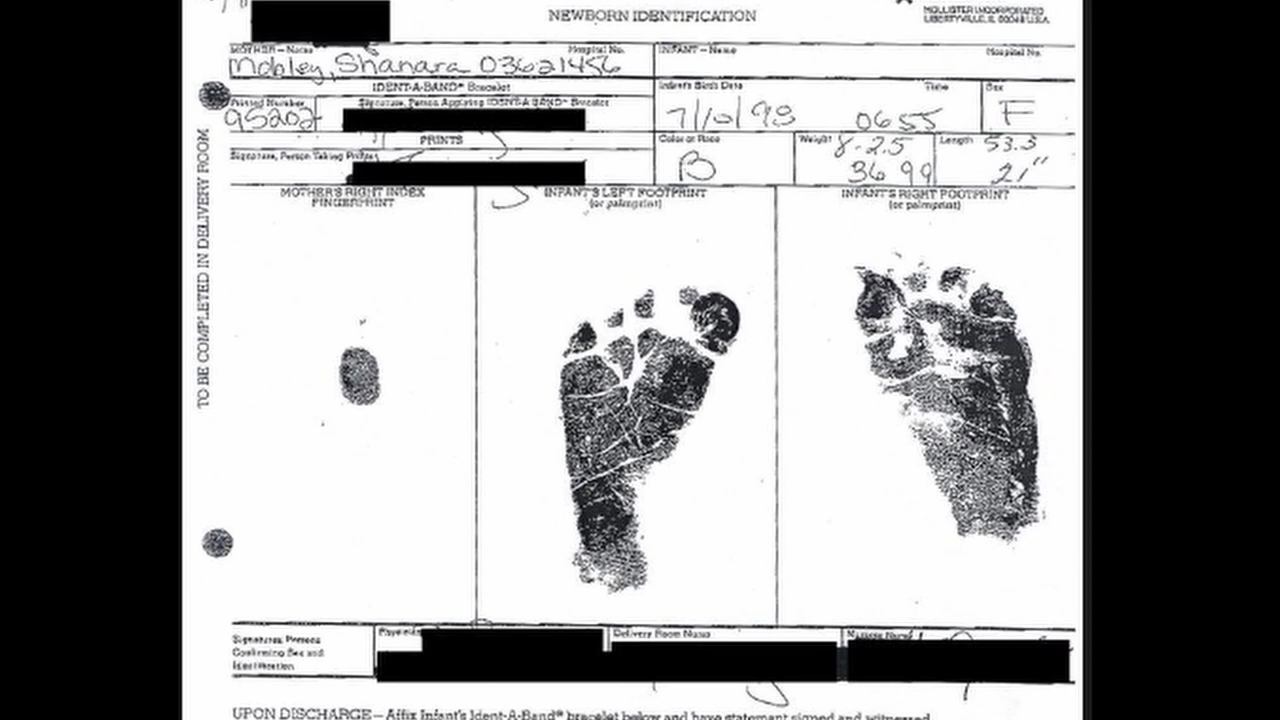 NEWBORN IDENTIFICATION
HOLLISTER INCORPORATED
LIBERTYVILLE, IL 60048 U.S.A.
MOTHER—Name Hospital No. INFANT—Name Hospital No.
Mobley, Shanara 03621456
IDENT-A-BAND® Bracelet Infant's Birth Date Time Sex
Printed Number Signature, Person Applying IDENT-A-BAND® Bracelet
95202 7/10/98 0655 F
PRINTS Color or Race Weight 8-2.5 Length 53.3
Signature, Person Taking Prints B 3699 21"
MOTHER'S RIGHT INDEX FINGERPRINT
INFANT'S LEFT FOOTPRINT
(or palmprint)
INFANT'S RIGHT FOOTPRINT
(or palmprint)
TO BE COMPLETED IN DELIVERY ROOM
Signatures, Persons
Confirming Sex and
Identification
Delivery Room Nurse
UPON DISCHARGE—Affix Infant's Ident-A-Band® bracelet below and have statement signed and witnessed